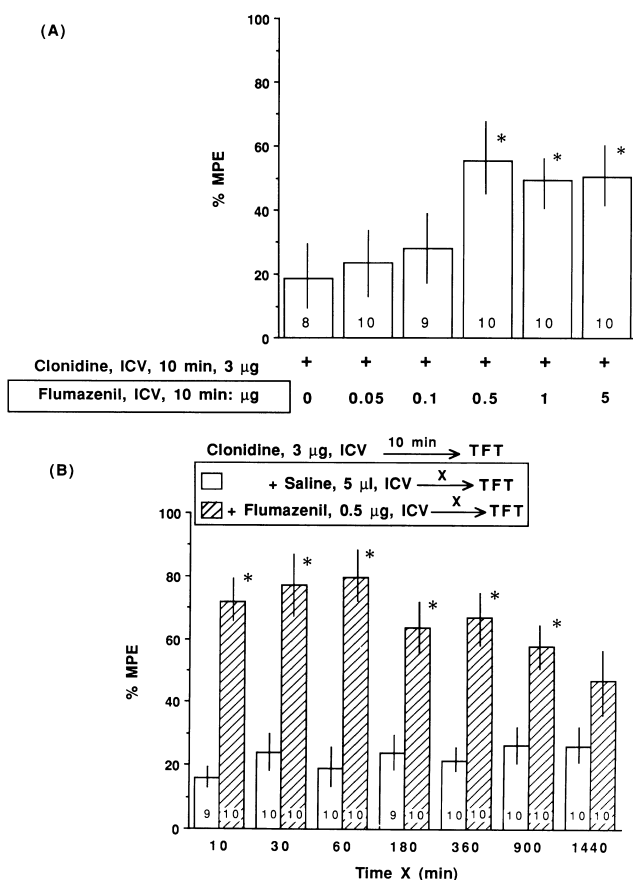 (A)
100
80
60
40
20
0
% MPE
* * *
8 10 9 10 10 10
Clonidine, ICV, 10 min, 3 µg + + + + + +
Flumazenil, ICV, 10 min: µg 0 0.05 0.1 0.5 1 5
(B)
Clonidine, 3 µg, ICV 10 min → TFT
+ Saline, 5 µl, ICV X → TFT
+ Flumazenil, 0.5 µg, ICV X → TFT
100
80
60
40
20
0
% MPE
* * * * * *
9 10 10 10 10 10 9 10 10 10 10 10 10 10
10 30 60 180 360 900 1440
Time X (min)